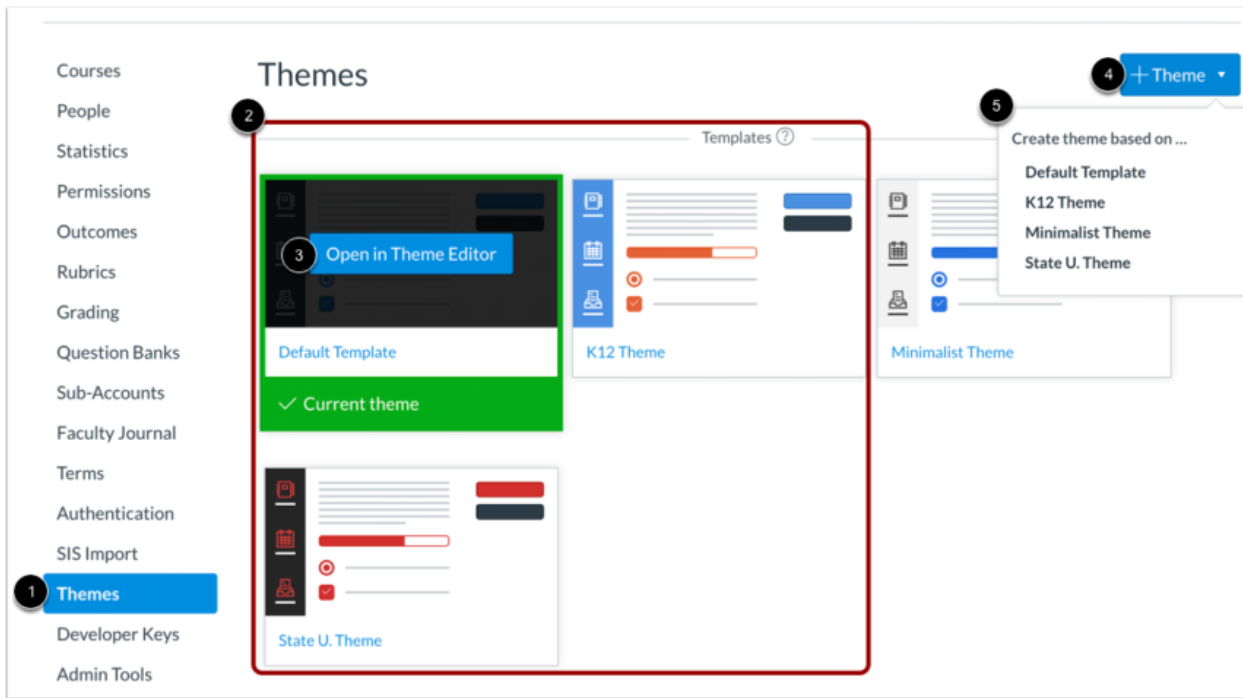 Courses
People
Statistics
Permissions
Outcomes
Rubrics
Grading
Question Banks
Sub-Accounts
Faculty Journal
Terms
Authentication
SIS Import
1
Themes
Developer Keys
Admin Tools
Themes
4
+ Theme
2
Templates ?
5
Create theme based on ...
Default Template
K12 Theme
Minimalist Theme
State U. Theme
3
Open in Theme Editor
Default Template
Current theme
K12 Theme
Minimalist Theme
State U. Theme